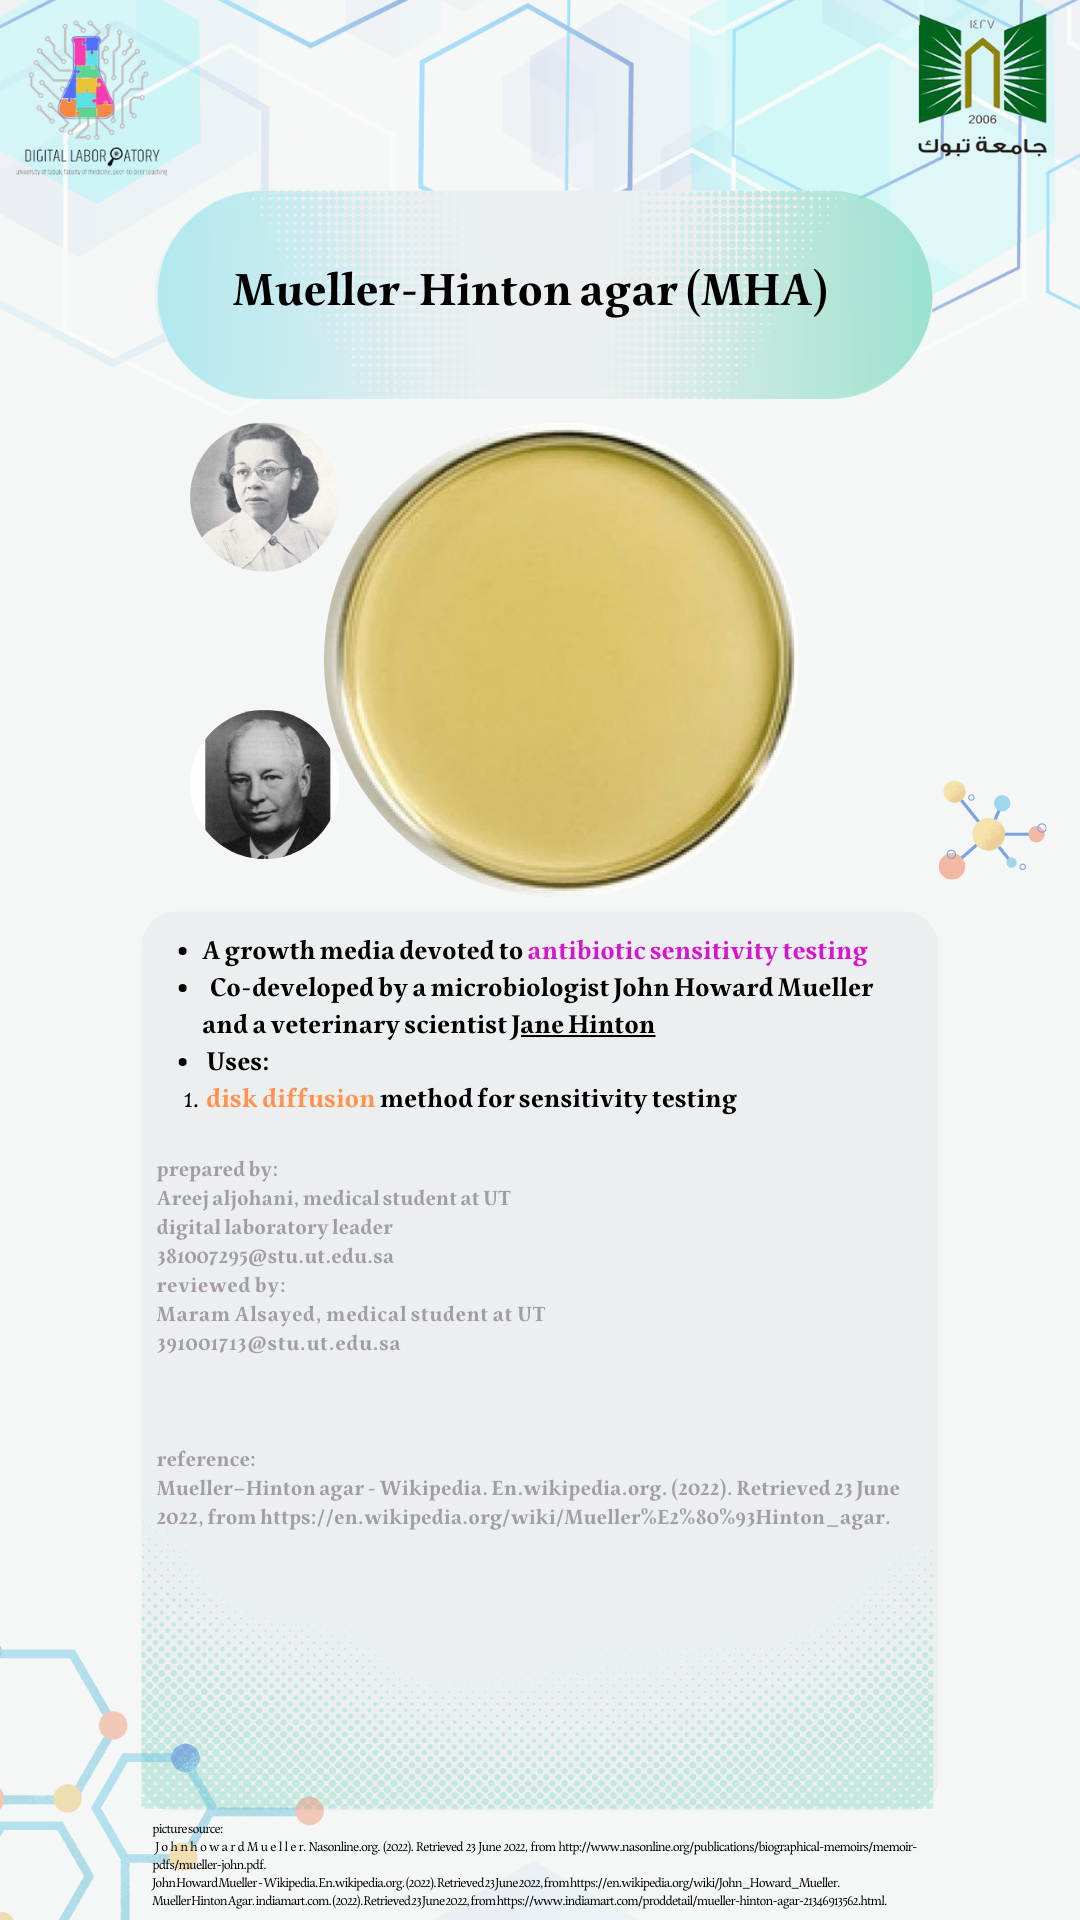 DIGITAL LABORATORY
university of tabuk, faculty of medicine, peer-to-peer teaching
١٤٢٧
2006
جامعة تبوك
Mueller-Hinton agar (MHA)
• A growth media devoted to antibiotic sensitivity testing
• Co-developed by a microbiologist John Howard Mueller
and a veterinary scientist Jane Hinton
• Uses:
1. disk diffusion method for sensitivity testing
prepared by:
Areej aljohani, medical student at UT
digital laboratory leader
381007295@stu.ut.edu.sa
reviewed by:
Maram Alsayed, medical student at UT
391001713@stu.ut.edu.sa
reference:
Mueller–Hinton agar - Wikipedia. En.wikipedia.org. (2022). Retrieved 23 June
2022, from https://en.wikipedia.org/wiki/Mueller%E2%80%93Hinton_agar.
picture source:
J o h n h o w a r d M u e l l e r. Nasonline.org. (2022). Retrieved 23 June 2022, from http://www.nasonline.org/publications/biographical-memoirs/memoir-
pdfs/mueller-john.pdf.
John Howard Mueller - Wikipedia. En.wikipedia.org. (2022). Retrieved 23 June 2022, from https://en.wikipedia.org/wiki/John_Howard_Mueller.
Mueller Hinton Agar. indiamart.com. (2022). Retrieved 23 June 2022, from https://www.indiamart.com/proddetail/mueller-hinton-agar-21346913562.html.